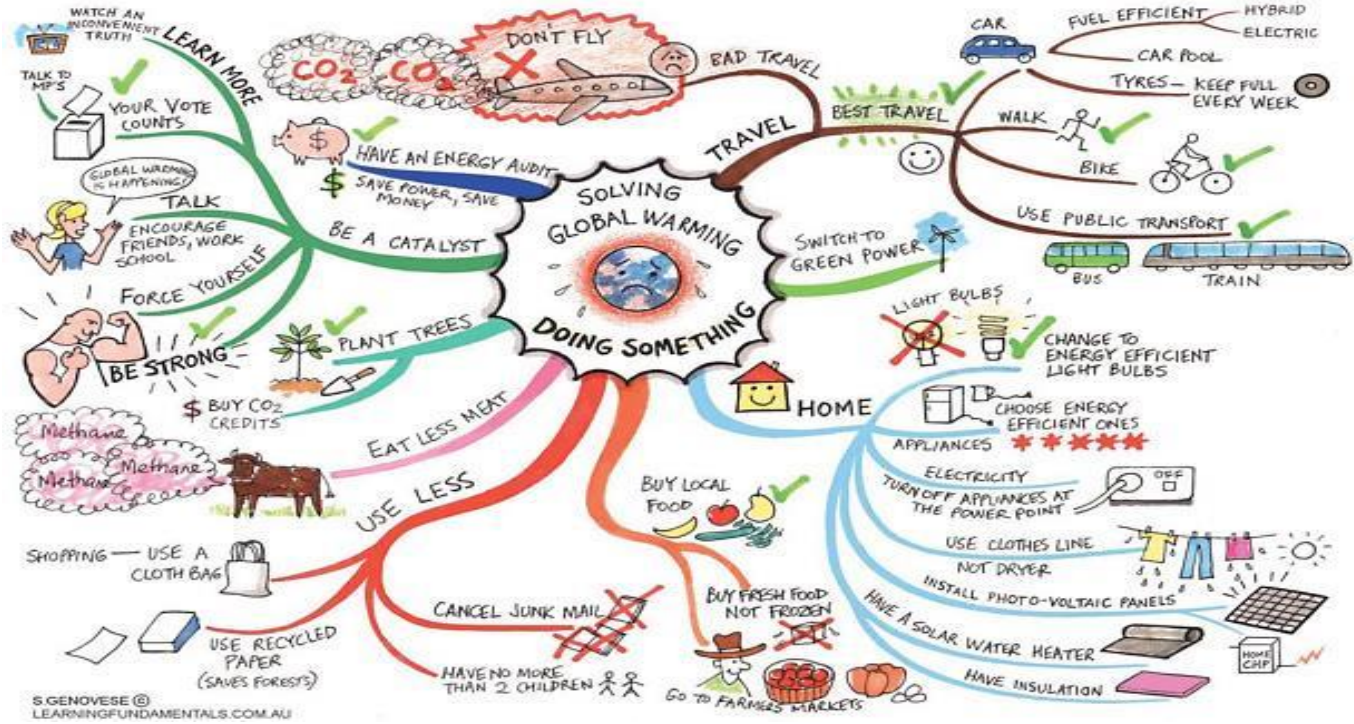 SOLVING
GLOBAL WARMING
DOING SOMETHING
TRAVEL
BAD TRAVEL
DON'T FLY
CO2
CO2
BEST TRAVEL
CAR
FUEL EFFICIENT
HYBRID
ELECTRIC
CAR POOL
TYRES — KEEP FULL
EVERY WEEK
WALK
BIKE
USE PUBLIC TRANSPORT
BUS
TRAIN
SWITCH TO
GREEN POWER
HOME
LIGHT BULBS
CHANGE TO
ENERGY EFFICIENT
LIGHT BULBS
APPLIANCES
CHOOSE ENERGY
EFFICIENT ONES
ELECTRICITY
TURN OFF APPLIANCES AT
THE POWER POINT
OFF
USE CLOTHES LINE
NOT DRYER
INSTALL PHOTO-VOLTAIC PANELS
HOME
CHP
HAVE A SOLAR WATER HEATER
HAVE INSULATION
BUY LOCAL
FOOD
BUY FRESH FOOD
NOT FROZEN
GO TO FARMERS MARKETS
USE LESS
SHOPPING — USE A
CLOTH BAG
USE RECYCLED
PAPER
(SAVES FORESTS)
CANCEL JUNK MAIL
HAVE NO MORE
THAN 2 CHILDREN
EAT LESS MEAT
Methane
Methane
Methane
PLANT TREES
$ BUY CO2
CREDITS
BE A CATALYST
LEARN MORE
WATCH AN
INCONVENIENT
TRUTH
TALK TO
MP'S
YOUR VOTE
COUNTS
GLOBAL WARMING
IS HAPPENING!
TALK
ENCOURAGE
FRIENDS, WORK
SCHOOL
FORCE YOURSELF
BE STRONG
HAVE AN ENERGY AUDIT
$
$ SAVE POWER, SAVE
MONEY
S.GENOVESE ©
LEARNINGFUNDAMENTALS.COM.AU